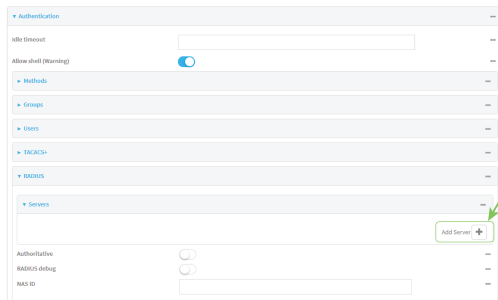 Authentication
Idle timeout
Allow shell (Warning)
Methods
Groups
Users
TACACS+
RADIUS
Servers
Add Server
Authoritative
RADIUS debug
NAS ID